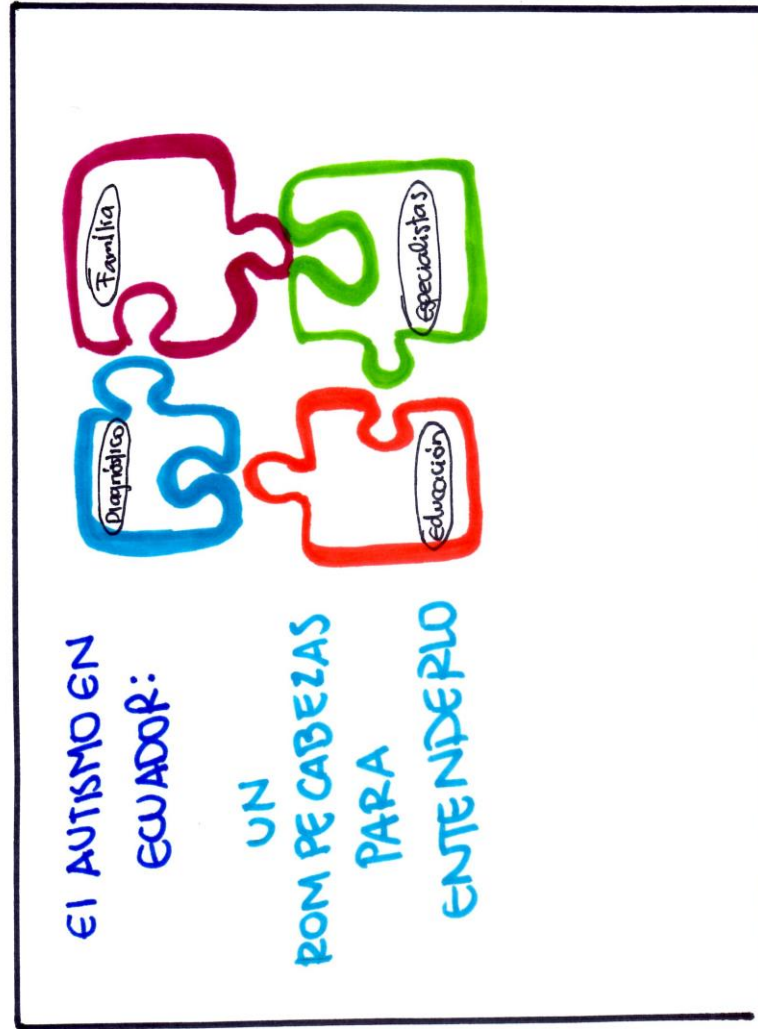 El AUTISMO EN
ECUADOR:
UN
ROMPECABEZAS
PARA
ENTENDERLO
Diagnóstico
Familia
Educación
Especialistas